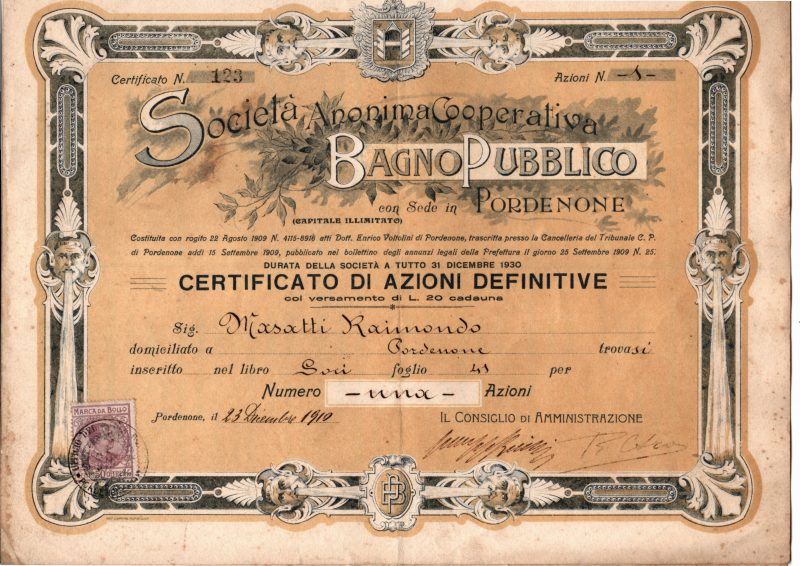 Certificato N. 123
Azioni N. -1-
Società Anonima Cooperativa
BAGNO PUBBLICO
con Sede in PORDENONE
(CAPITALE ILLIMITATO)
Costituita con rogito 22 Agosto 1909 N. 4115-8918 atti Dott. Enrico Voltolini di Pordenone, trascritta presso la Cancelleria del Tribunale C. P.
di Pordenone addì 15 Settembre 1909, pubblicato nel bollettino degli annunzi legali della Prefettura il giorno 25 Settembre 1909 N. 25.
DURATA DELLA SOCIETÀ A TUTTO 31 DICEMBRE 1930
CERTIFICATO DI AZIONI DEFINITIVE
col versamento di L. 20 cadauna
Sig. Masatti Raimondo
domiciliato a Pordenone trovasi
inscritto nel libro Soci foglio 41 per
Numero -una- Azioni
Pordenone, il 23 Dicembre 1910
IL CONSIGLIO DI AMMINISTRAZIONE
MARCA DA BOLLO
PB